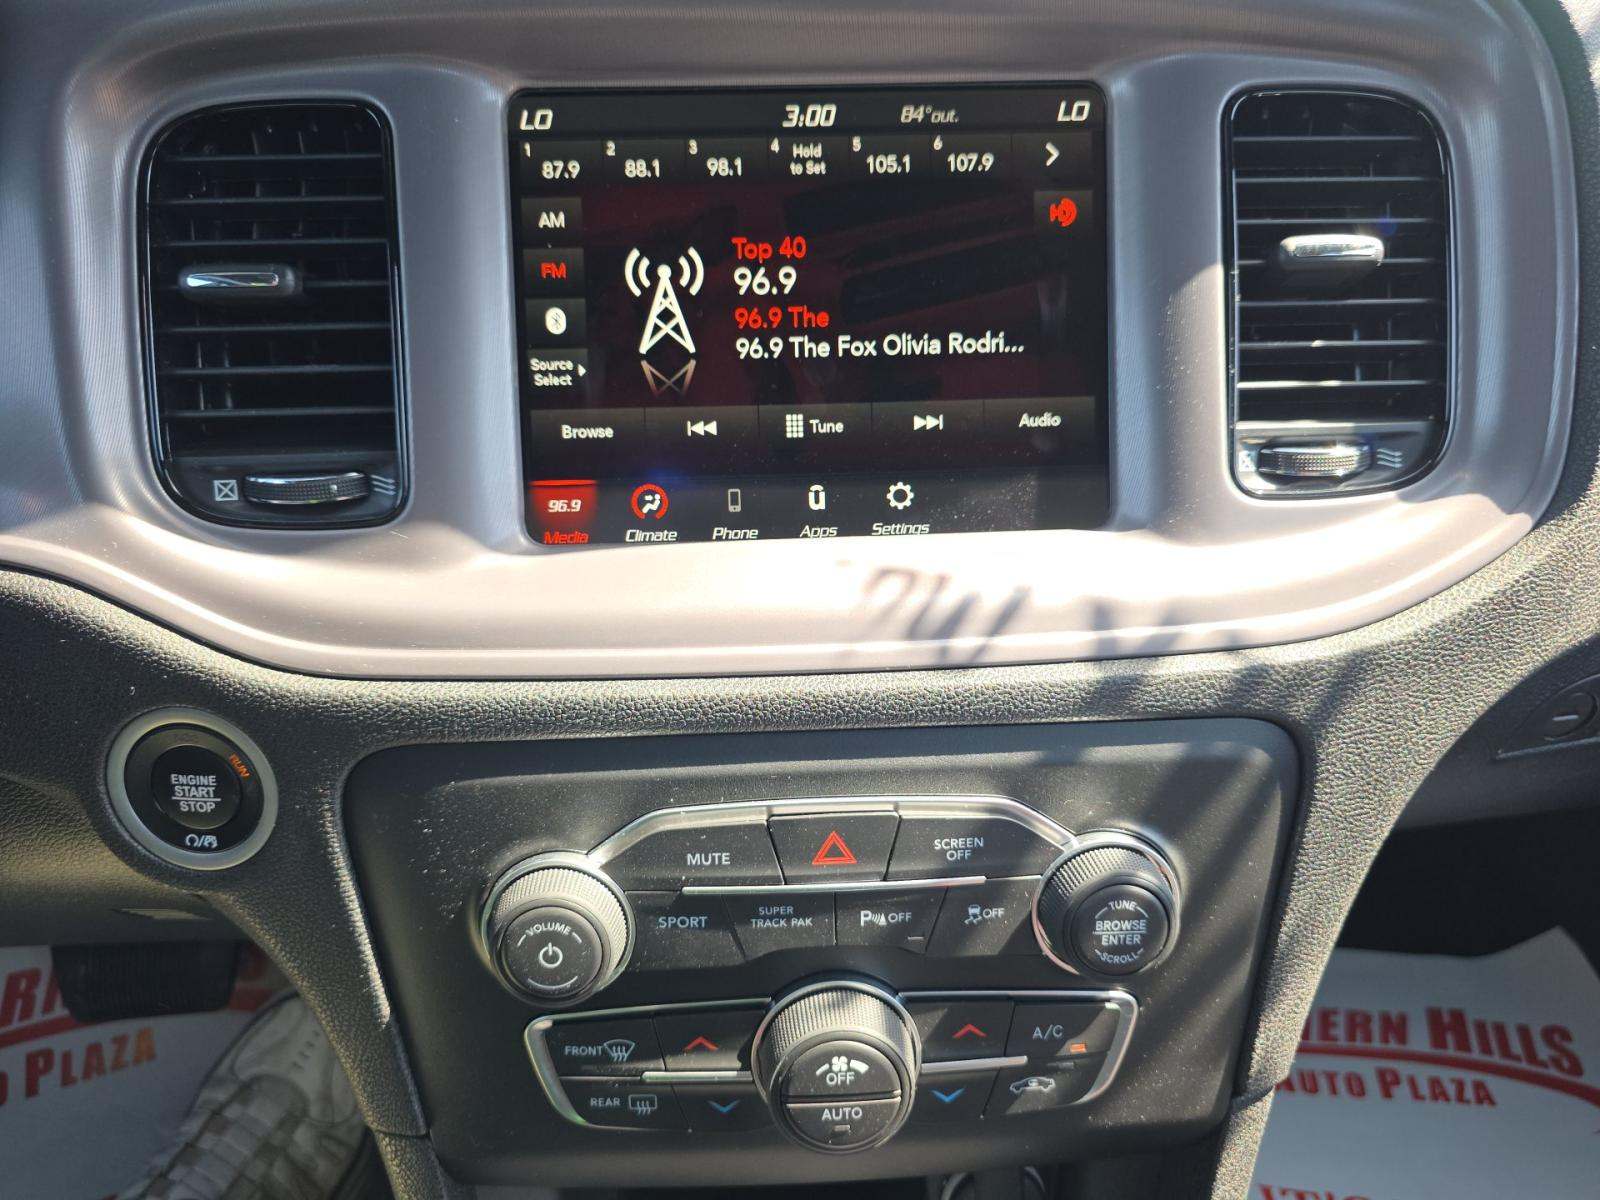 LO 3:00 84°out. LO
1 87.9 2 88.1 3 98.1 4 Hold to Set 5 105.1 6 107.9
AM
FM
Source
Select
Top 40
96.9
96.9 The
96.9 The Fox Olivia Rodri...
Browse Tune Audio
96.9
Media Climate Phone Apps Settings
RUN
ENGINE
START
STOP
MUTE
SCREEN
OFF
SPORT
SUPER
TRACK PAK
P OFF
OFF
VOLUME
TUNE
BROWSE
ENTER
SCROLL
FRONT
REAR
OFF
AUTO
A/C
PLAZA
ERN HILLS
AUTO PLAZA
IT'S